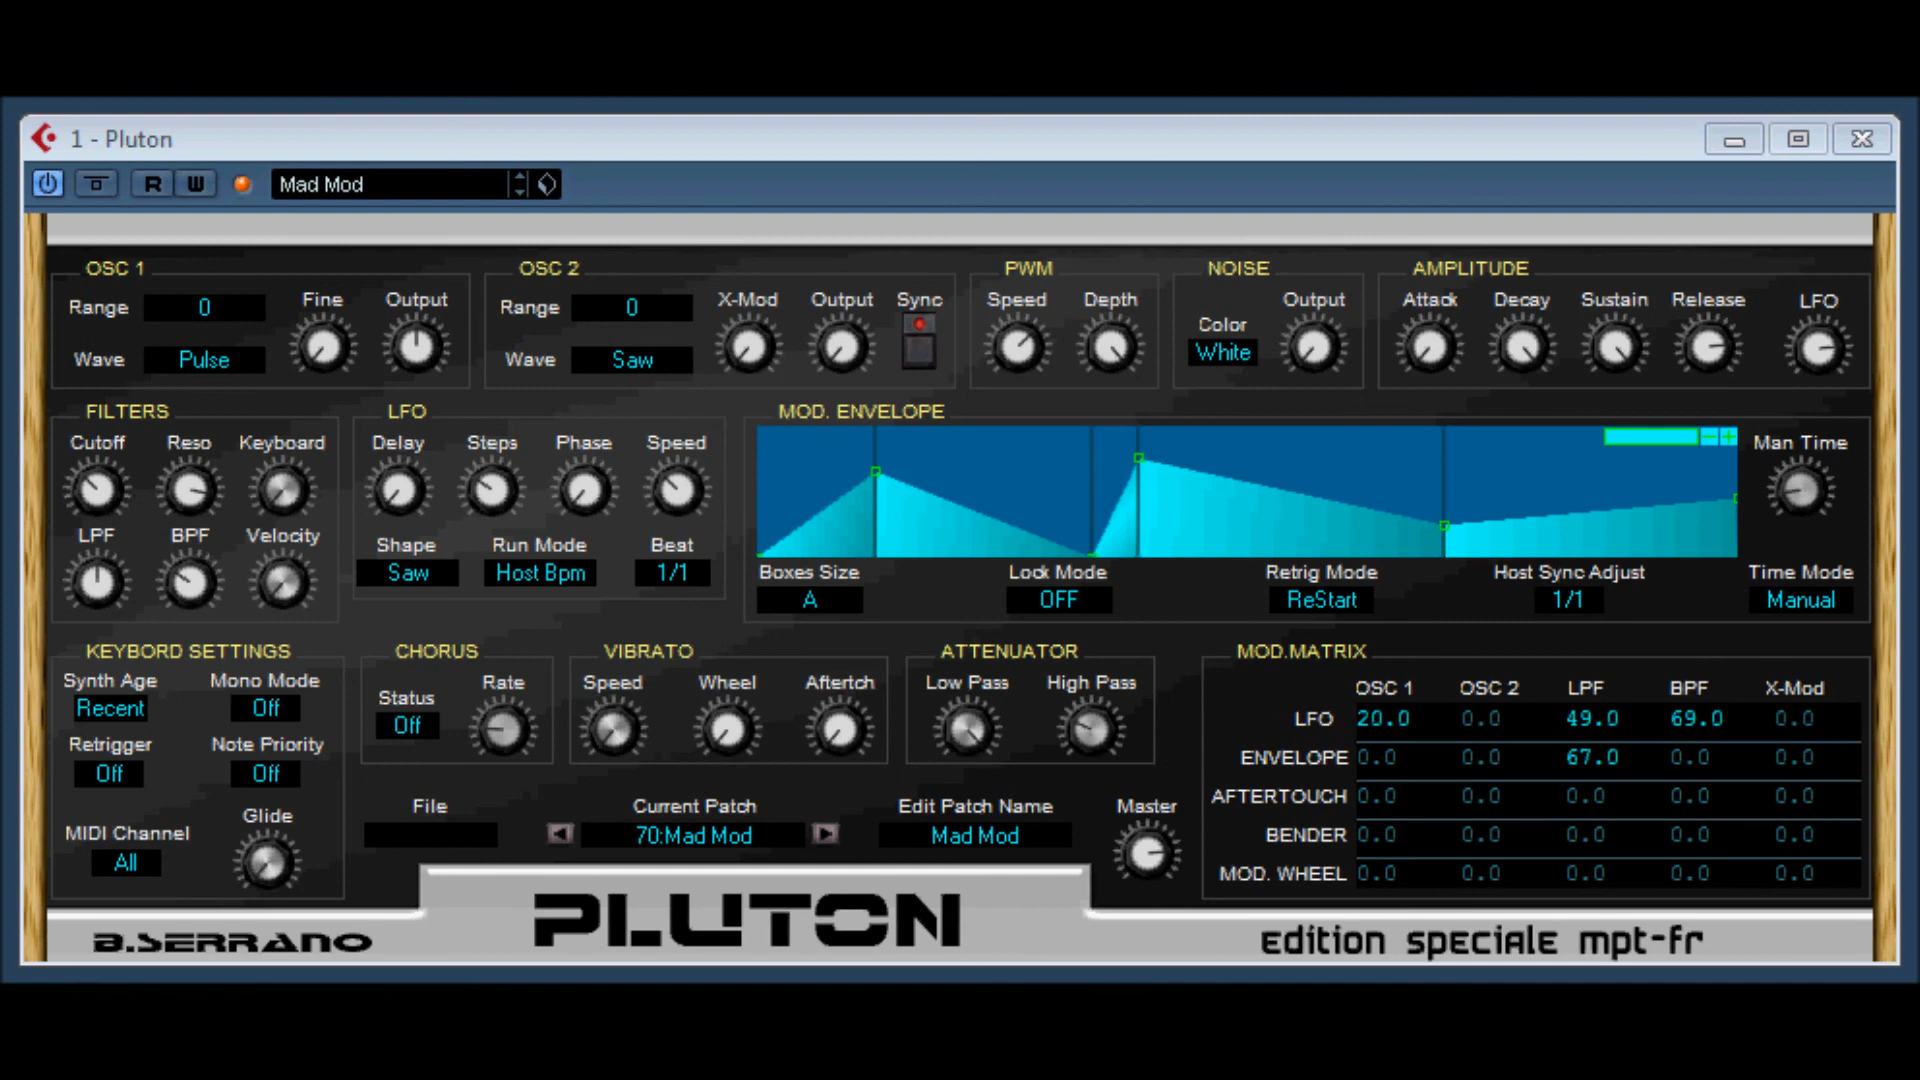 1 - Pluton
R W Mad Mod
OSC 1 OSC 2 PWM NOISE AMPLITUDE
Range 0 Fine Output Range 0 X-Mod Output Sync Speed Depth Output Attack Decay Sustain Release LFO
Color
Wave Pulse Wave Saw White
FILTERS LFO MOD. ENVELOPE
Cutoff Reso Keyboard Delay Steps Phase Speed Man Time
LPF BPF Velocity Shape Run Mode Beat
Saw Host Bpm 1/1
Boxes Size Lock Mode Retrig Mode Host Sync Adjust Time Mode
A OFF ReStart 1/1 Manual
KEYBORD SETTINGS CHORUS VIBRATO ATTENUATOR MOD.MATRIX
Synth Age Mono Mode Status Rate Speed Wheel Aftertch Low Pass High Pass
Recent Off Off
Retrigger Note Priority
Off Off
MIDI Channel Glide
All
OSC 1 OSC 2 LPF BPF X-Mod
LFO 20.0 0.0 49.0 69.0 0.0
ENVELOPE 0.0 0.0 67.0 0.0 0.0
AFTERTOUCH 0.0 0.0 0.0 0.0 0.0
BENDER 0.0 0.0 0.0 0.0 0.0
MOD. WHEEL 0.0 0.0 0.0 0.0 0.0
File Current Patch Edit Patch Name Master
70:Mad Mod Mad Mod
B.SERRANO PLUTON edition speciale mpt-fr